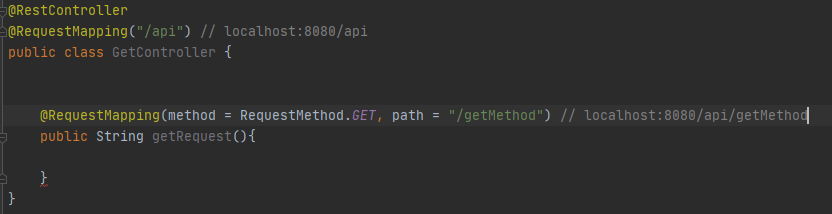 @RestController
@RequestMapping("/api") // localhost:8080/api
public class GetController {
@RequestMapping(method = RequestMethod.GET, path = "/getMethod") // localhost:8080/api/getMethod
public String getRequest(){
}
}